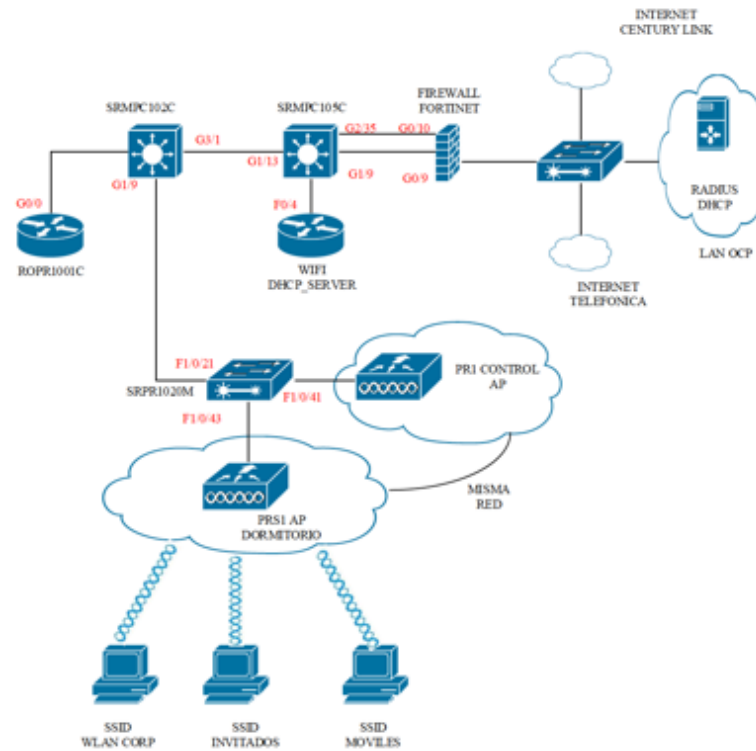 INTERNET
CENTURY LINK
FIREWALL
FORTINET
SRMPC102C
SRMPC105C
G2/35
G0/10
G3/1
G1/13
G1/9
G0/9
G1/9
G0/0
F0/4
RADIUS
DHCP
ROPR1001C
WIFI
DHCP_SERVER
LAN OCP
INTERNET
TELEFONICA
F1/0/21
SRPR1020M
F1/0/41
PR1 CONTROL
AP
F1/0/43
MISMA
RED
PRS1 AP
DORMITORIO
SSID
WLAN CORP
SSID
INVITADOS
SSID
MOVILES